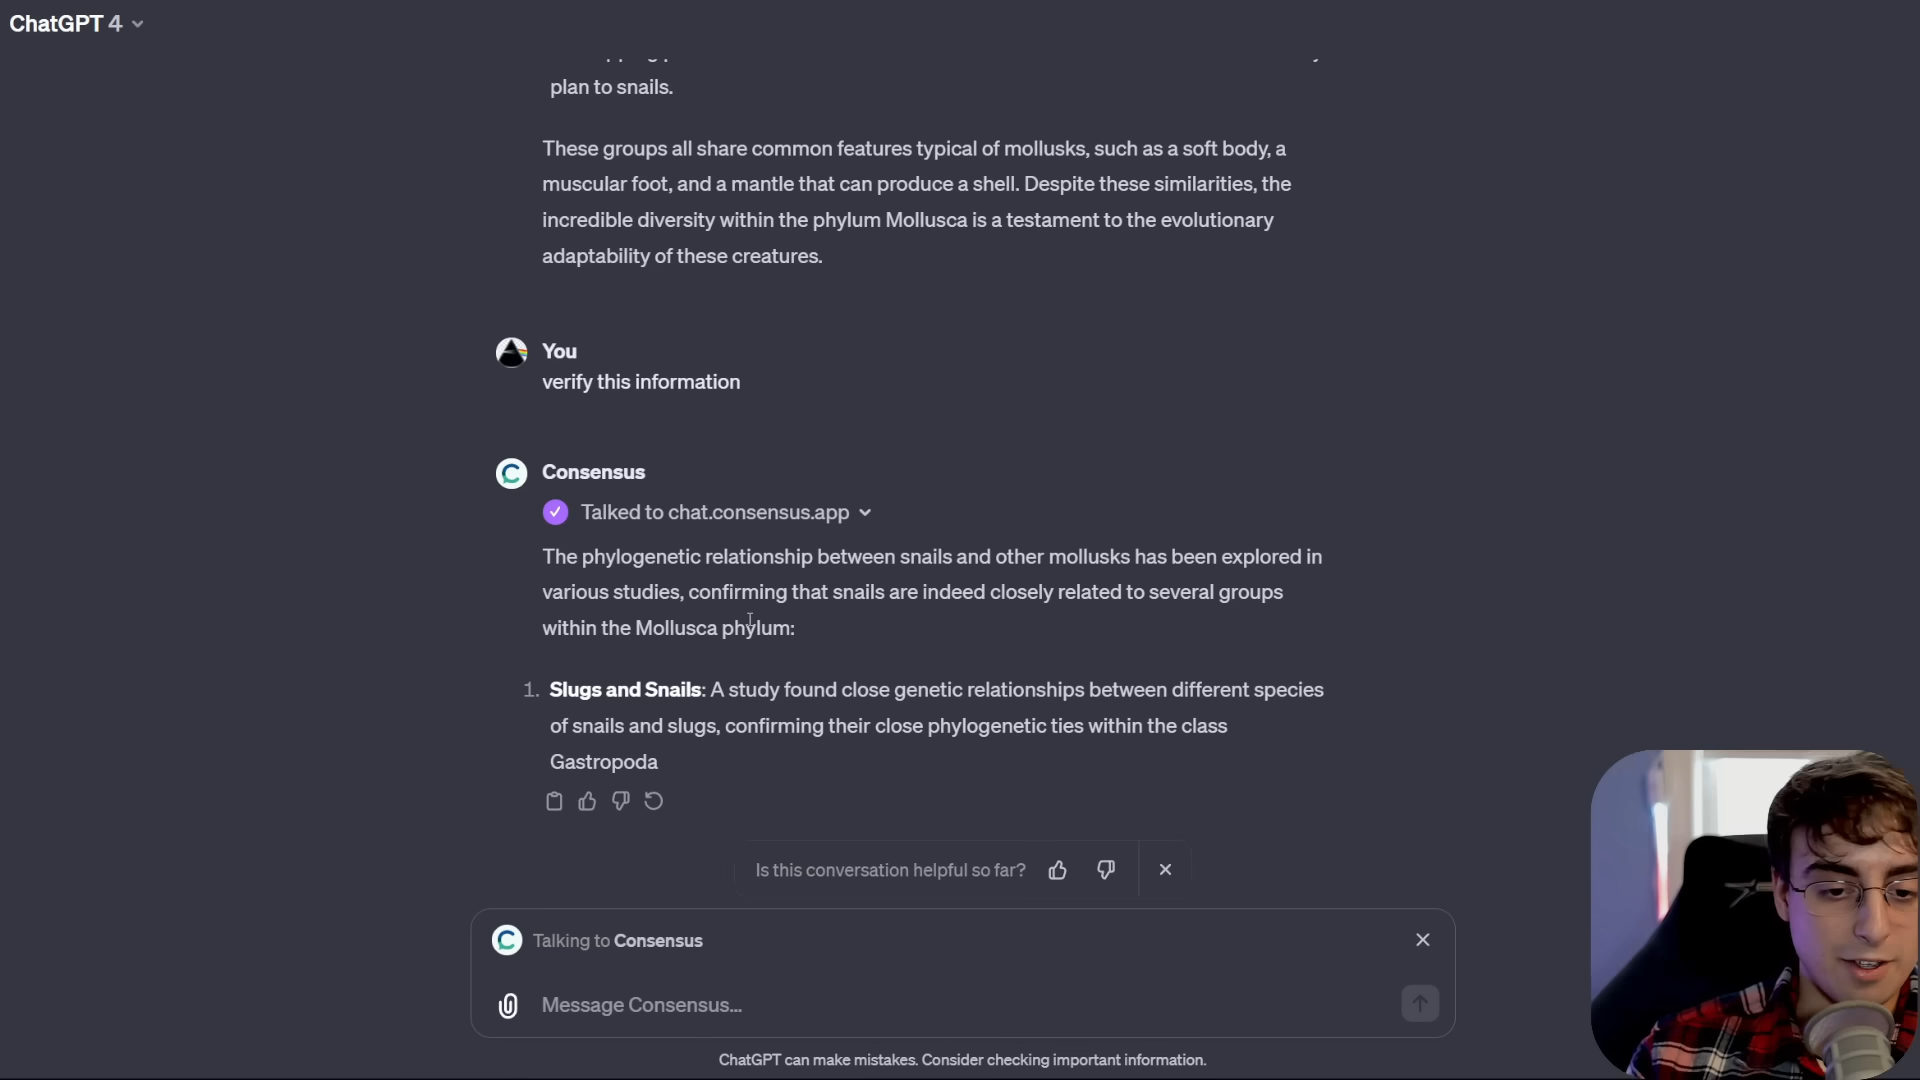 ChatGPT 4
plan to snails.
These groups all share common features typical of mollusks, such as a soft body, a
muscular foot, and a mantle that can produce a shell. Despite these similarities, the
incredible diversity within the phylum Mollusca is a testament to the evolutionary
adaptability of these creatures.
You
verify this information
Consensus
Talked to chat.consensus.app
The phylogenetic relationship between snails and other mollusks has been explored in
various studies, confirming that snails are indeed closely related to several groups
within the Mollusca phylum:
1. Slugs and Snails: A study found close genetic relationships between different species
of snails and slugs, confirming their close phylogenetic ties within the class
Gastropoda
Is this conversation helpful so far?
Talking to Consensus
Message Consensus...
ChatGPT can make mistakes. Consider checking important information.